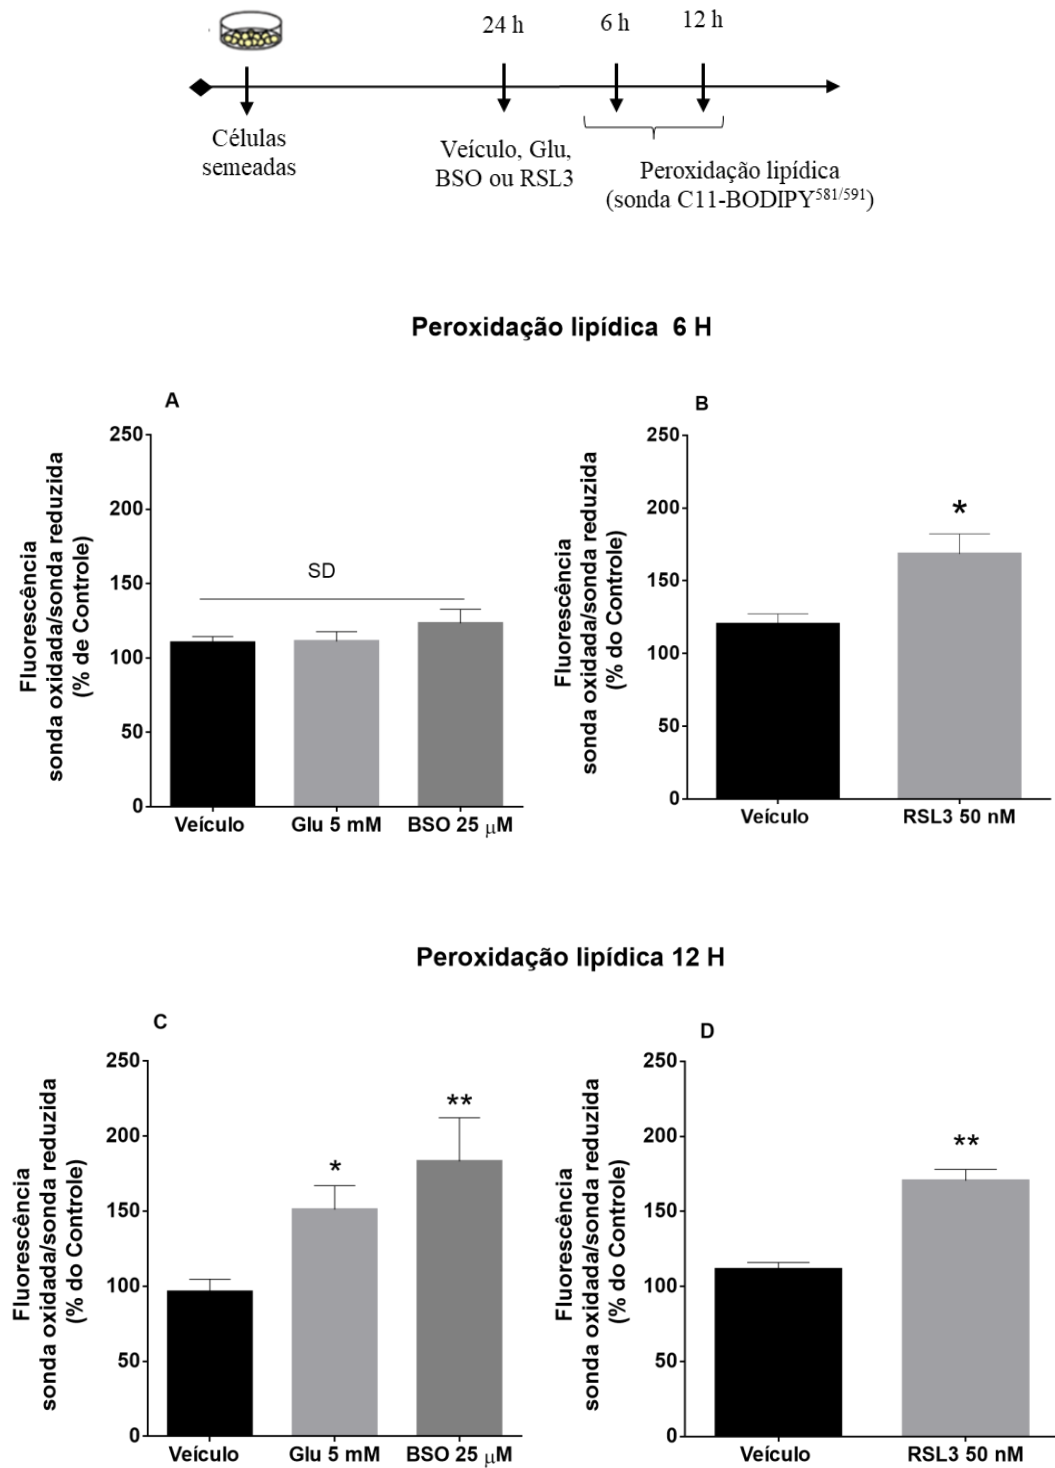 24 h
6 h
12 h
Células
semeadas
Veículo, Glu,
BSO ou RSL3
Peroxidação lipídica
(sonda C11-BODIPY581/591)
Peroxidação lipídica 6 H
A
Fluorescência
sonda oxidada/sonda reduzida
(% de Controle)
250
200
150
100
50
0
SD
Veículo
Glu 5 mM
BSO 25 μM
B
Fluorescência
sonda oxidada/sonda reduzida
(% do Controle)
250
200
150
100
50
0
*
Veículo
RSL3 50 nM
Peroxidação lipídica 12 H
C
Fluorescência
sonda oxidada/sonda reduzida
(% do Controle)
250
200
150
100
50
0
*
**
Veículo
Glu 5 mM
BSO 25 μM
D
Fluorescência
sonda oxidada/sonda reduzida
(% do Controle)
250
200
150
100
50
0
**
Veículo
RSL3 50 nM